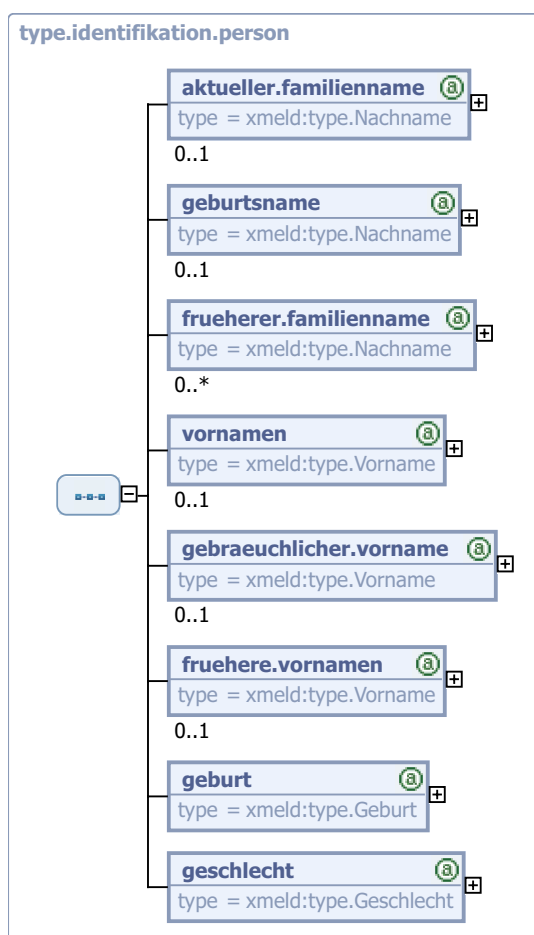 type.identifikation.person
aktueller.familienname
type = xmeld:type.Nachname
0..1
geburtsname
type = xmeld:type.Nachname
0..1
frueherer.familienname
type = xmeld:type.Nachname
0..*
vornamen
type = xmeld:type.Vorname
0..1
gebraeuchlicher.vorname
type = xmeld:type.Vorname
0..1
fruehere.vornamen
type = xmeld:type.Vorname
0..1
geburt
type = xmeld:type.Geburt
geschlecht
type = xmeld:type.Geschlecht